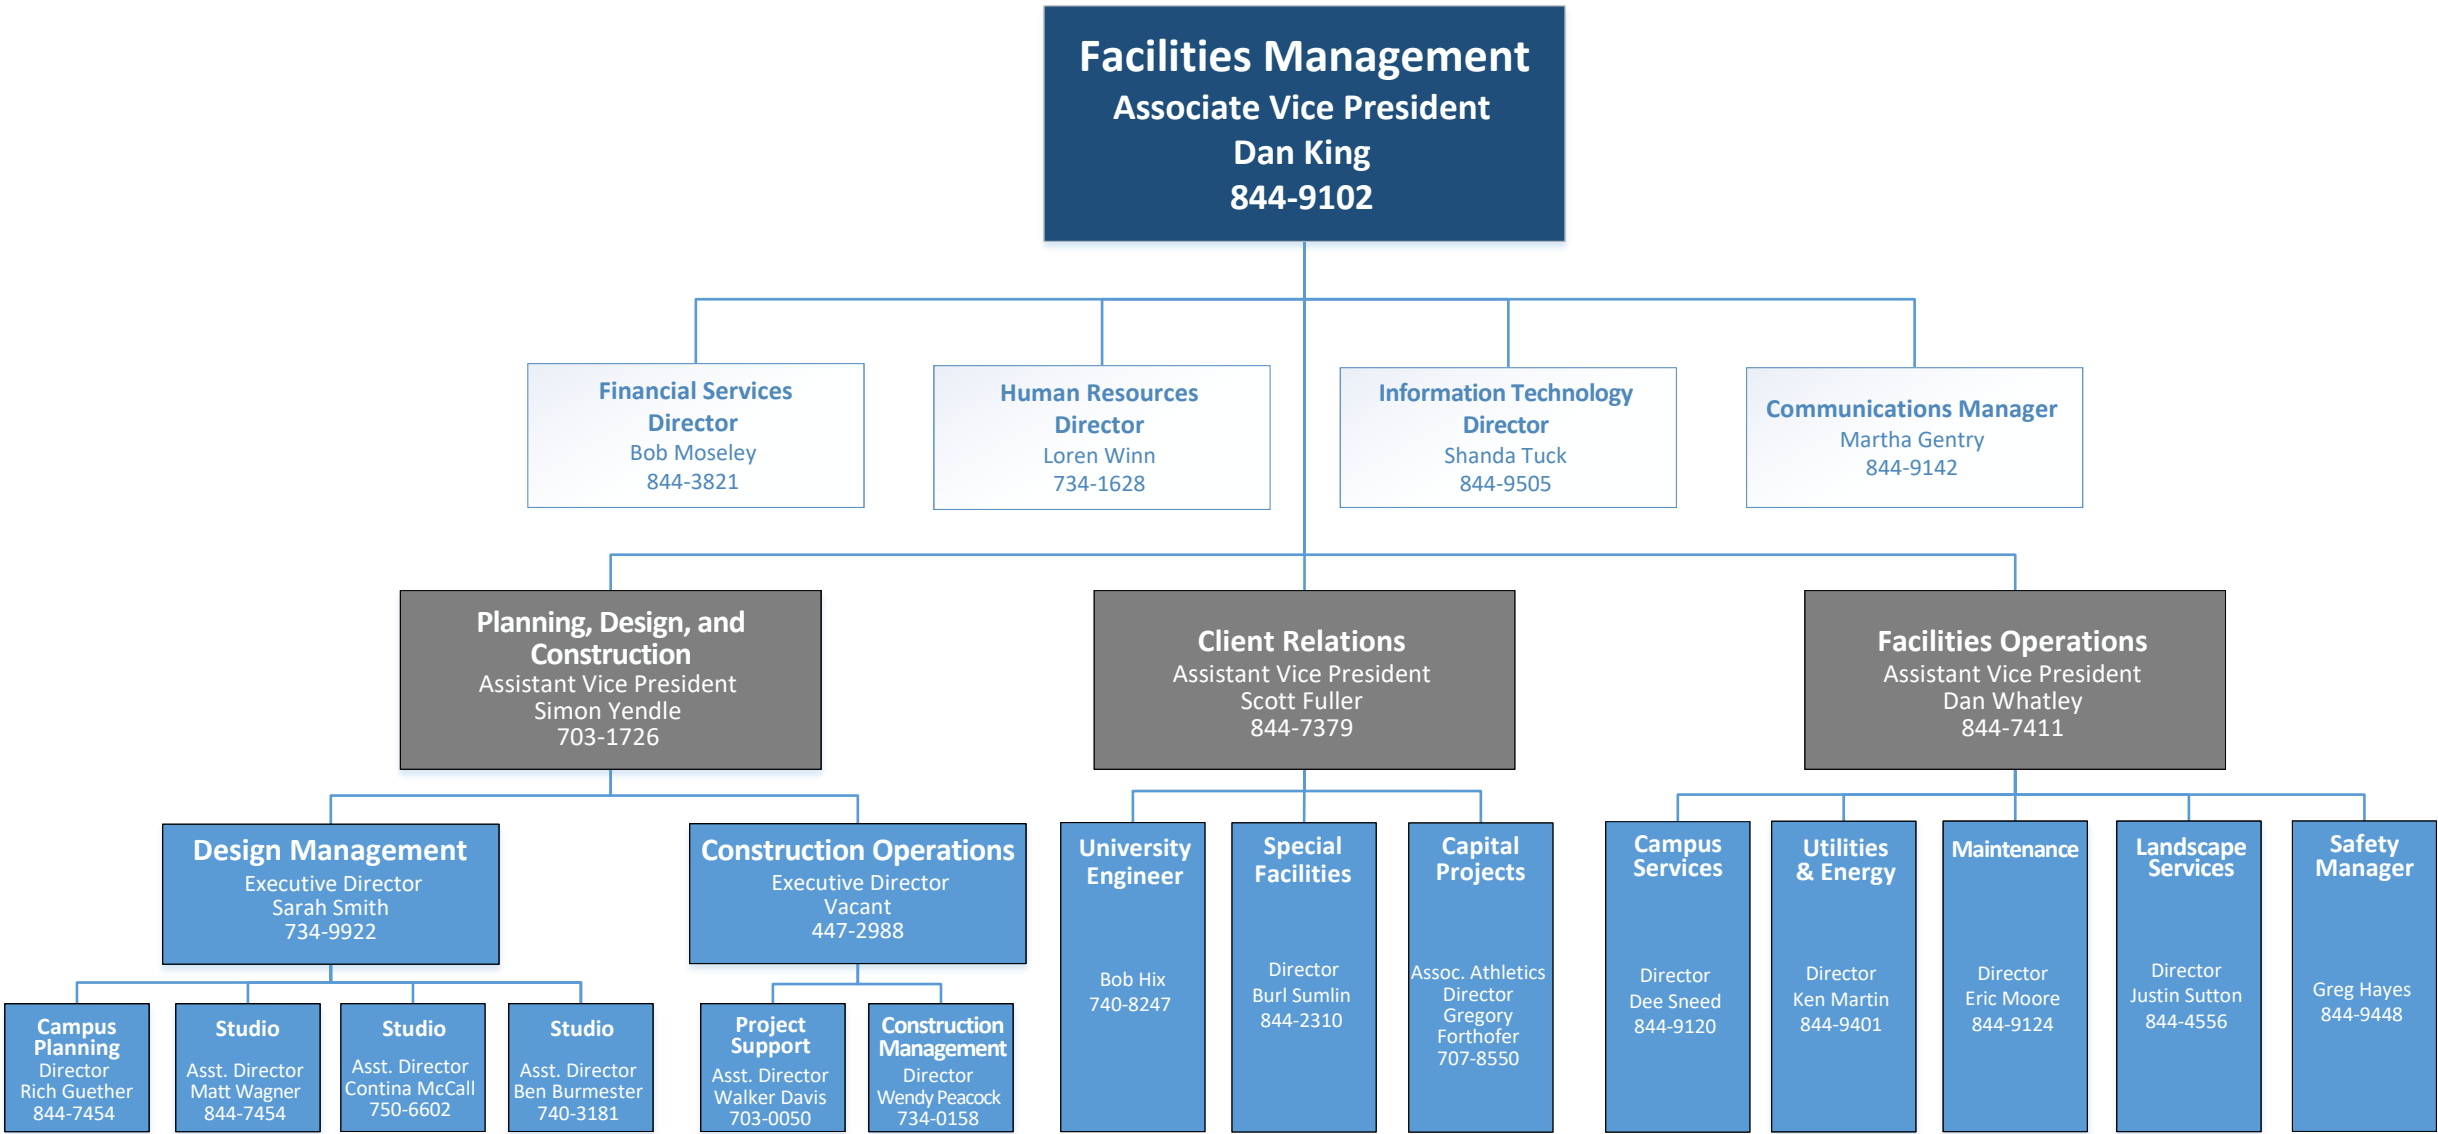 Facilities Management
Associate Vice President
Dan King
844-9102
Financial Services
Director
Bob Moseley
844-3821
Human Resources
Director
Loren Winn
734-1628
Information Technology
Director
Shanda Tuck
844-9505
Communications Manager
Martha Gentry
844-9142
Planning, Design, and
Construction
Assistant Vice President
Simon Yendle
703-1726
Client Relations
Assistant Vice President
Scott Fuller
844-7379
Facilities Operations
Assistant Vice President
Dan Whatley
844-7411
Design Management
Executive Director
Sarah Smith
734-9922
Construction Operations
Executive Director
Vacant
447-2988
University
Engineer
Bob Hix
740-8247
Special
Facilities
Director
Burl Sumlin
844-2310
Capital
Projects
Assoc. Athletics
Director
Gregory
Forthofer
707-8550
Campus
Services
Director
Dee Sneed
844-9120
Utilities
& Energy
Director
Ken Martin
844-9401
Maintenance
Director
Eric Moore
844-9124
Landscape
Services
Director
Justin Sutton
844-4556
Safety
Manager
Greg Hayes
844-9448
Campus
Planning
Director
Rich Guether
844-7454
Studio
Asst. Director
Matt Wagner
844-7454
Studio
Asst. Director
Contina McCall
750-6602
Studio
Asst. Director
Ben Burmester
740-3181
Project
Support
Asst. Director
Walker Davis
703-0050
Construction
Management
Director
Wendy Peacock
734-0158